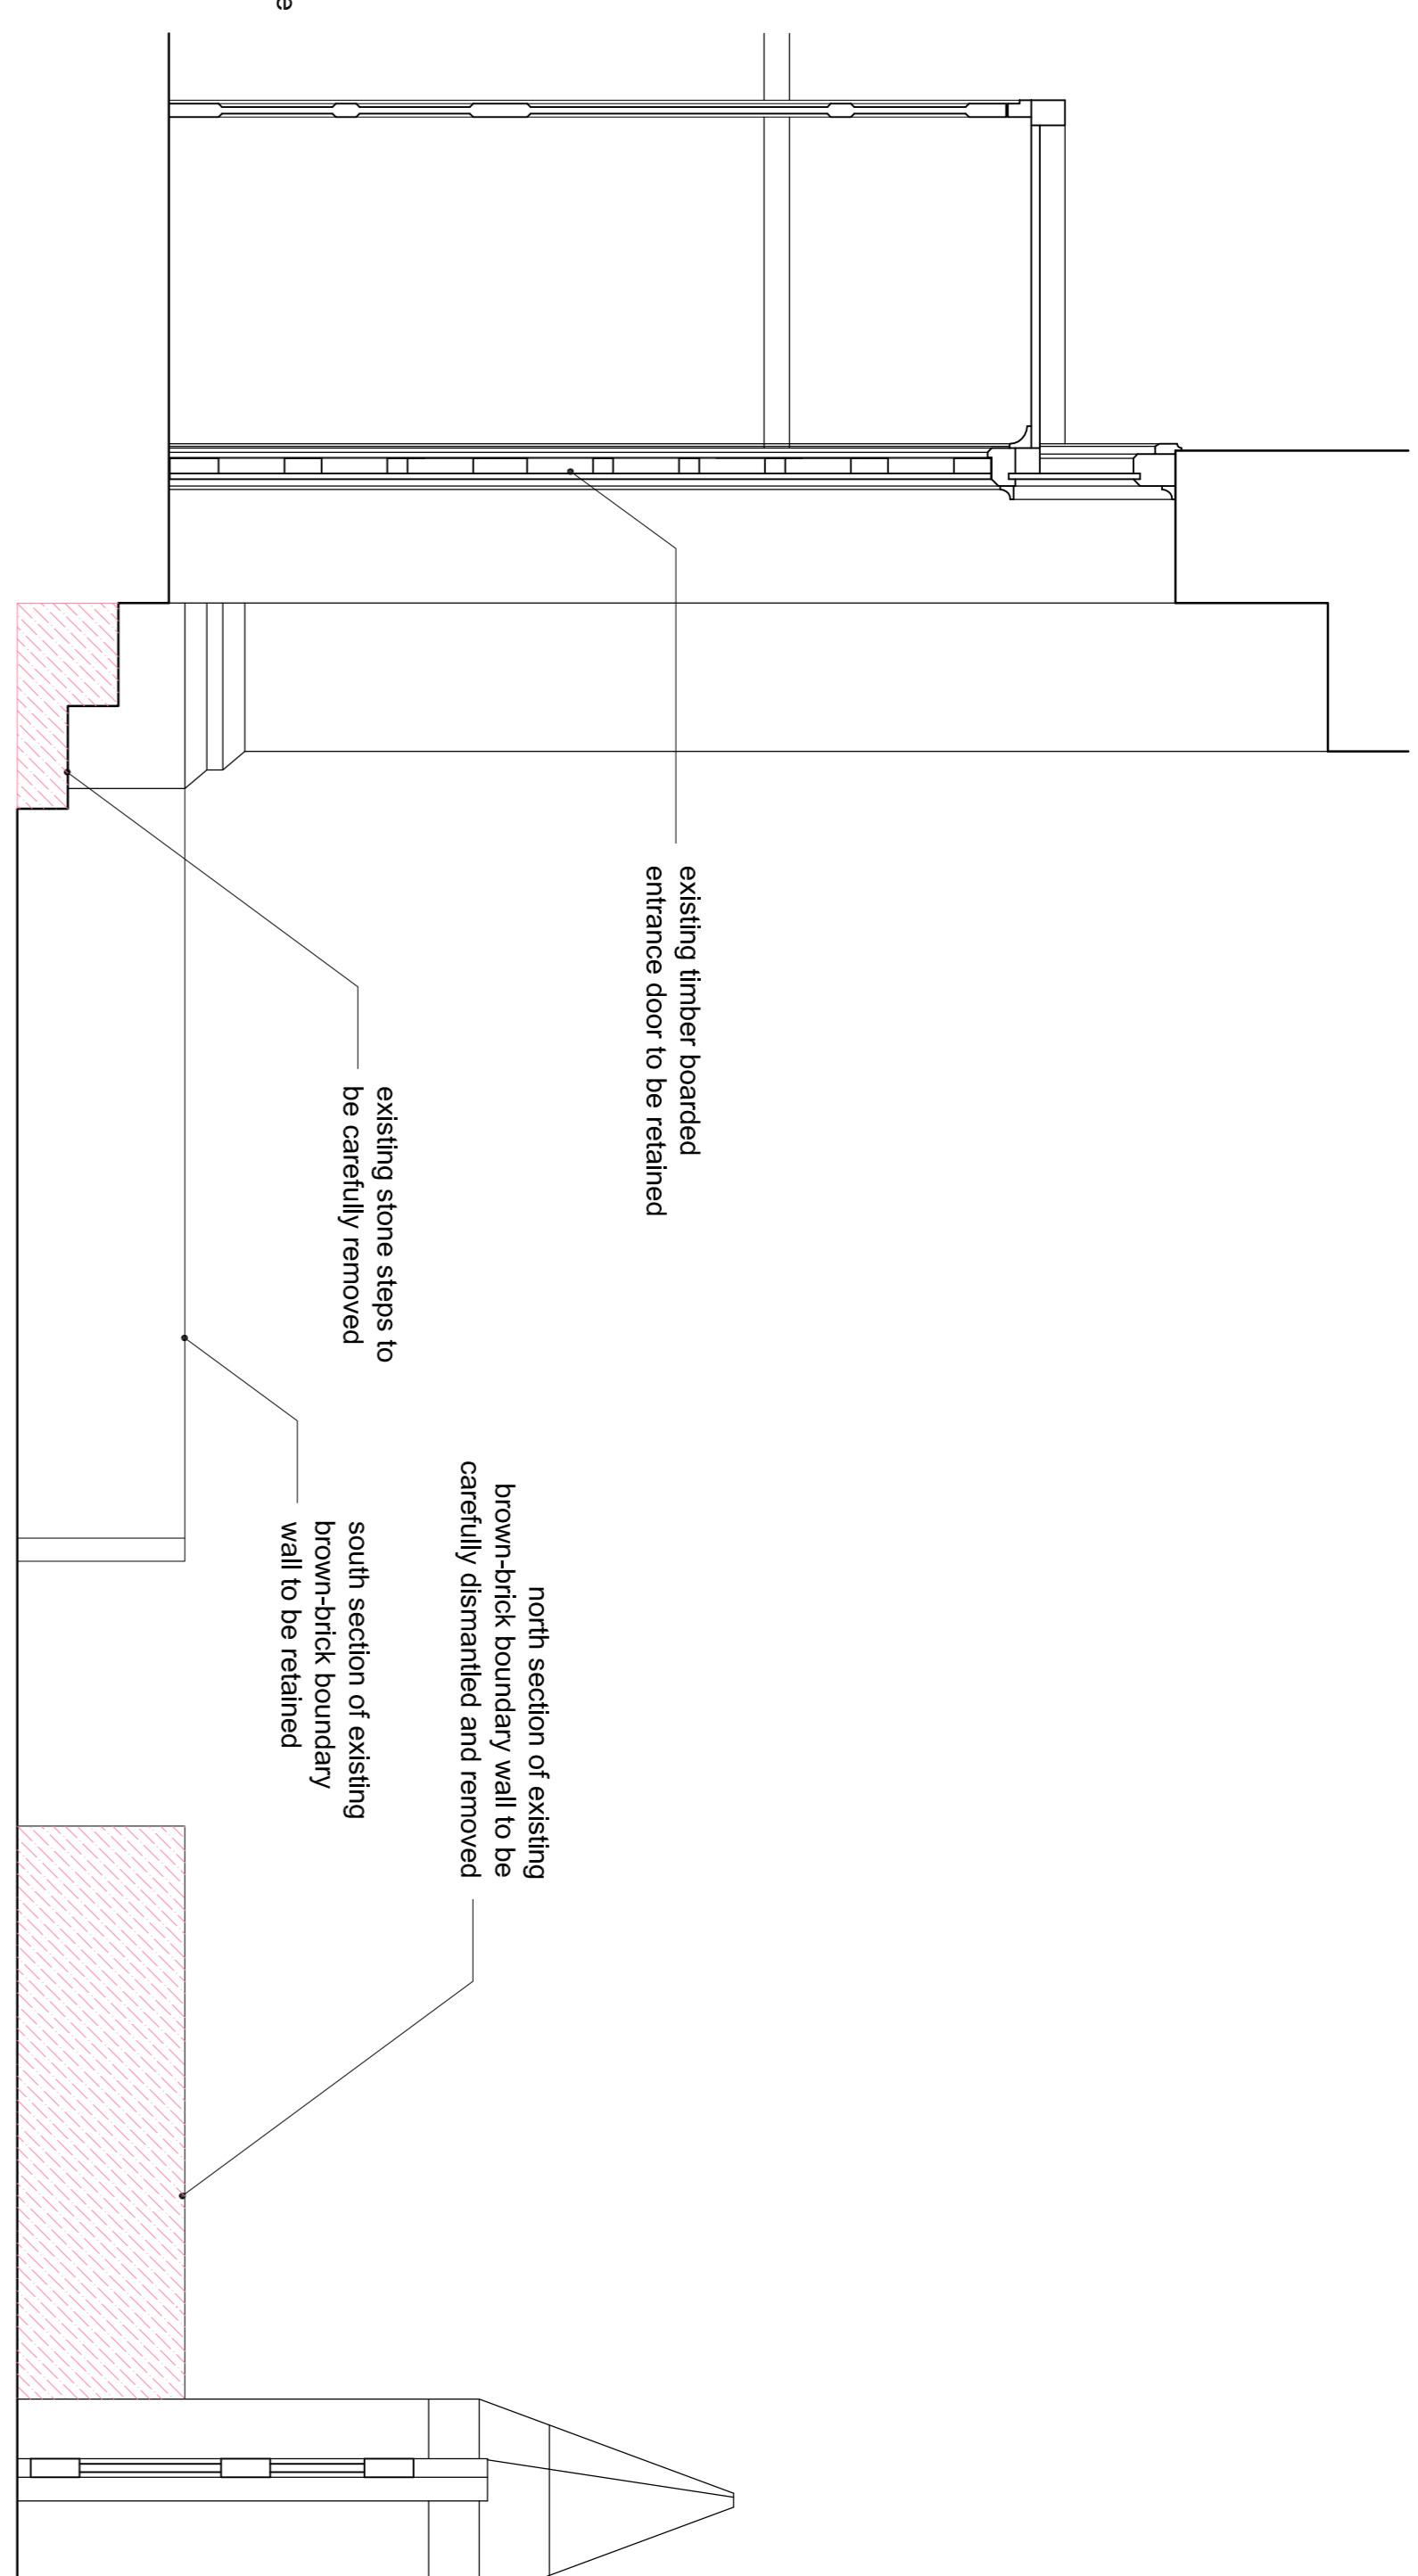 existing timber boarded
entrance door to be retained
existing stone steps to
be carefully removed
north section of existing
brown-brick boundary wall to be
carefully dismantled and removed
south section of existing
brown-brick boundary
wall to be retained
e